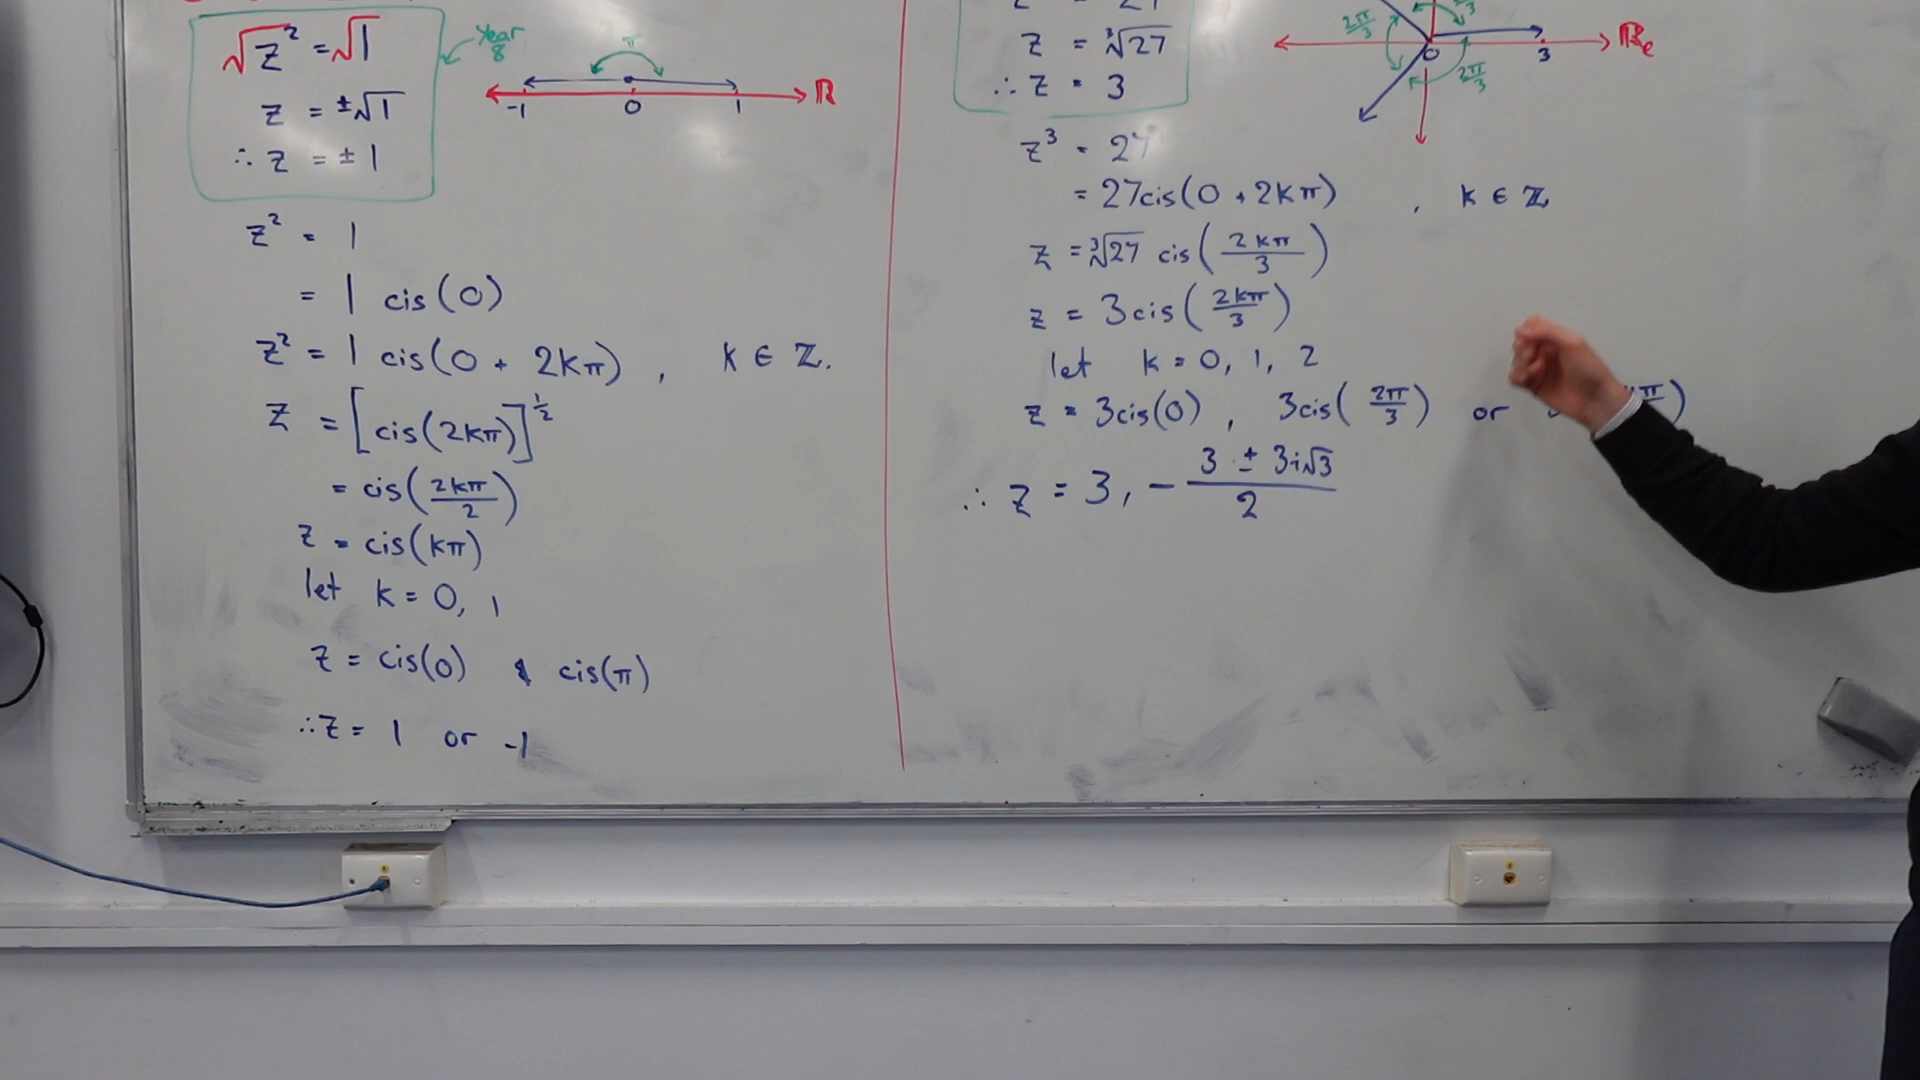 √z² = √1
z = ±√1
∴ z = ± 1
Year 8
π
-1 0 1 ℝ
z² = 1
= 1 cis(0)
z² = 1 cis(0 + 2kπ) , k ∈ ℤ.
z = [cis(2kπ)]^½
= cis(2kπ/2)
z = cis(kπ)
let k = 0, 1
z = cis(0) & cis(π)
∴ z = 1 or -1
z = ³√27
∴ z = 3
2π/3
0 3 Re
2π/3
z³ = 27
= 27cis(0 + 2kπ) , k ∈ ℤ
z = ³√27 cis(2kπ/3)
z = 3cis(2kπ/3)
let k = 0, 1, 2
z = 3cis(0) , 3cis(2π/3) or
∴ z = 3, - 3 ± 3i√3 / 2